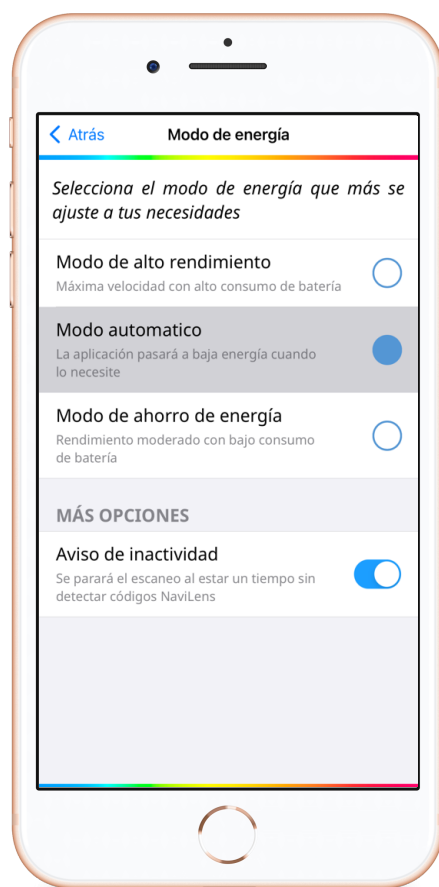 Atrás
Modo de energía
Selecciona el modo de energía que más se
ajuste a tus necesidades
Modo de alto rendimiento
Máxima velocidad con alto consumo de batería
Modo automatico
La aplicación pasará a baja energía cuando
lo necesite
Modo de ahorro de energía
Rendimiento moderado con bajo consumo
de batería
MÁS OPCIONES
Aviso de inactividad
Se parará el escaneo al estar un tiempo sin
detectar códigos NaviLens